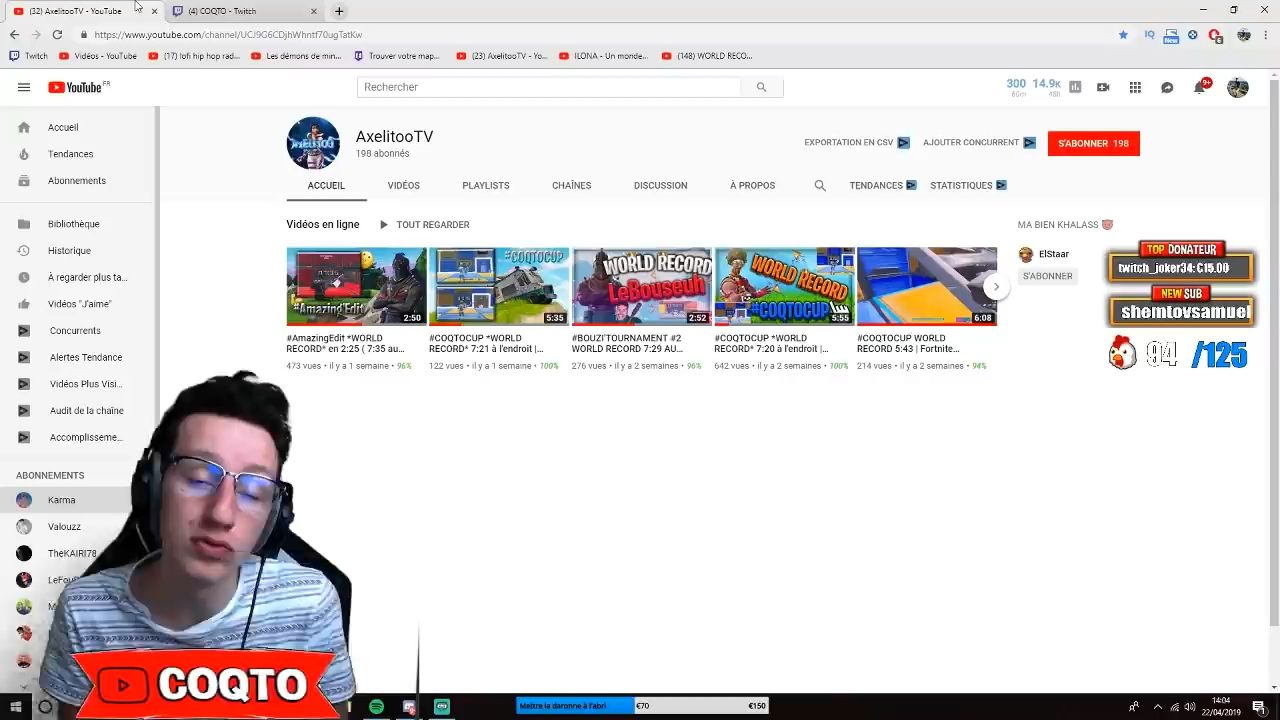 (32) AxelitooTV - YouTube
(4) COQTO - Twitch
https://www.youtube.com/channel/UCJ9G6CDjhWhntf70ugTatKw
Twitch
Vidéos - YouTube
(17) lofi hip hop rad...
Les démons de min...
Trouver votre map...
(23) AxelitooTV - Yo...
ILONA - Un monde...
(148) WORLD RECO...
YouTube FR
Rechercher
300 60m
14.9K 48h
9+
Accueil
Tendances
Abonnements
Bibliothèque
Historique
À regarder plus ta...
Vidéos "J'aime"
Concurrents
Alertes Tendance
Vidéos Plus Visi...
Audit de la chaîne
Accomplisseme...
ABONNEMENTS
Karma
Valouzz
TheKAIRI78
AxelitooTV
198 abonnés
EXPORTATION EN CSV
AJOUTER CONCURRENT
S'ABONNER 198
ACCUEIL
VIDÉOS
PLAYLISTS
CHAÎNES
DISCUSSION
À PROPOS
TENDANCES
STATISTIQUES
Vidéos en ligne
TOUT REGARDER
#Amazing'Edit
2:50
#AmazingEdit *WORLD
RECORD* en 2:25 ( 7:35 au...
473 vues • il y a 1 semaine • 96%
#COQTOCUP
5:35
#COQTOCUP *WORLD
RECORD* 7:21 à l'endroit |...
122 vues • il y a 1 semaine • 100%
WORLD RECORD
LeBouseuh
2:52
#BOUZI'TOURNAMENT #2
WORLD RECORD 7:29 AU...
276 vues • il y a 2 semaines • 96%
WORLD RECORD
#COQTOCUP
5:55
#COQTOCUP *WORLD
RECORD* 7:20 à l'endroit |...
642 vues • il y a 2 semaines • 100%
6:08
#COQTOCUP WORLD
RECORD 5:43 | Fortnite...
214 vues • il y a 2 semaines • 94%
MA BIEN KHALASS
ElStaar
S'ABONNER
TOP DONATEUR
twitch_joker34: €15.00
NEW SUB
shemtovsamuel
94 /125
COQTO
Mettre la daronne à l'abri
€70
€150
14:04
22/04/2019